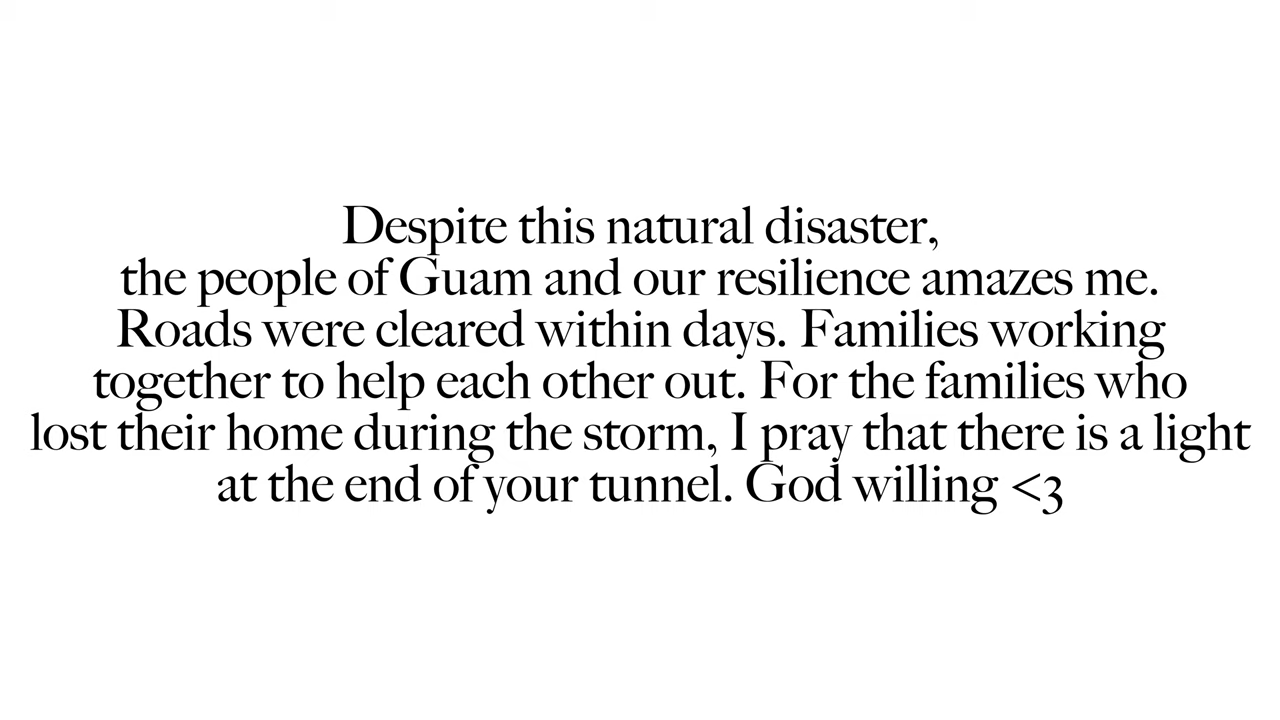 Despite this natural disaster,
the people of Guam and our resilience amazes me.
Roads were cleared within days. Families working
together to help each other out. For the families who
lost their home during the storm, I pray that there is a light
at the end of your tunnel. God willing <3